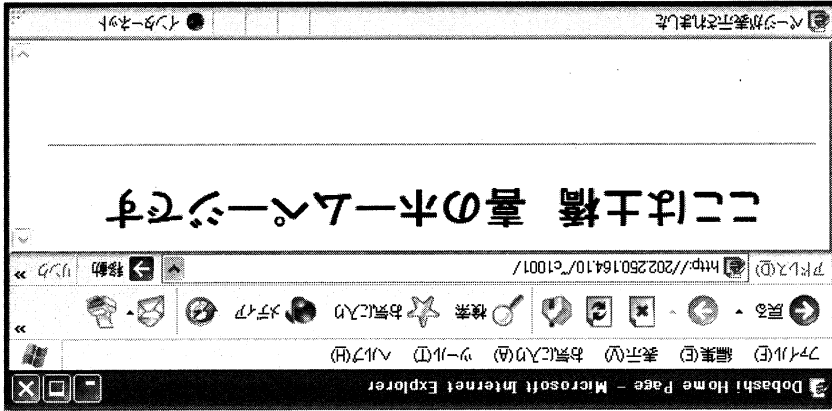 Dobashi Home Page - Microsoft Internet Explorer
ファイル(F) 編集(E) 表示(V) お気に入り(A) ツール(T) ヘルプ(H)
戻る 検索 お気に入り メディア »
アドレス(D) http://202.250.164.10/~c1001/ 移動 リンク »
ここは土橋 喜のホームページです
ページが表示されました インターネット